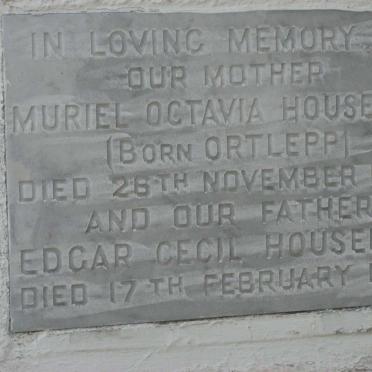 IN LOVING MEMORY
OUR MOTHER
MURIEL OCTAVIA HOUSE
(BORN ORTLEPP)
DIED 28TH NOVEMBER
AND OUR FATHER
EDGAR CECIL HOUSE
DIED 17TH FEBRUARY